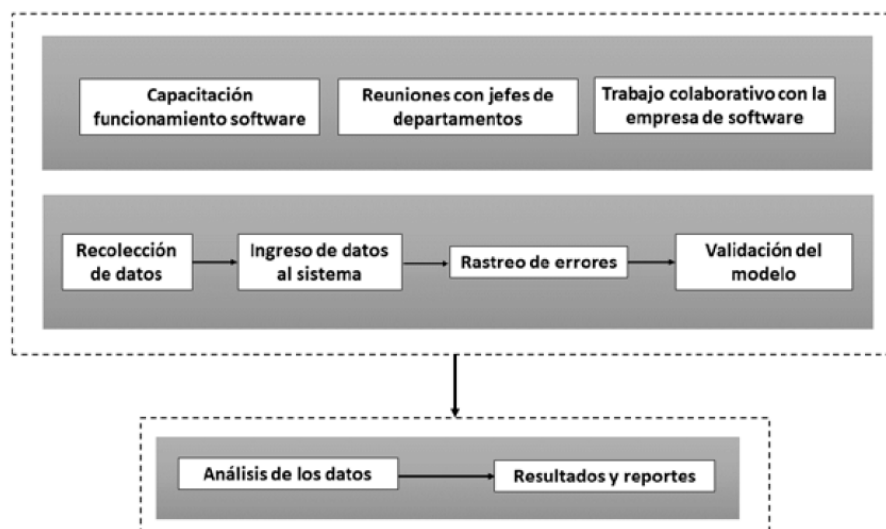 Capacitación
funcionamiento software
Reuniones con jefes de
departamentos
Trabajo colaborativo con la
empresa de software
Recolección
de datos
Ingreso de datos
al sistema
Rastreo de errores
Validación del
modelo
Análisis de los datos
Resultados y reportes